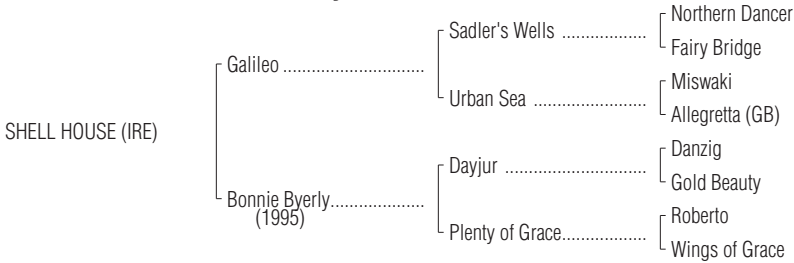 Northern Dancer
Sadler's Wells ...................
Fairy Bridge
Galileo ..............................
Miswaki
Urban Sea ........................
Allegretta (GB)
SHELL HOUSE (IRE)
Danzig
Dayjur ..............................
Gold Beauty
Bonnie Byerly....................
(1995)
Roberto
Plenty of Grace..................
Wings of Grace